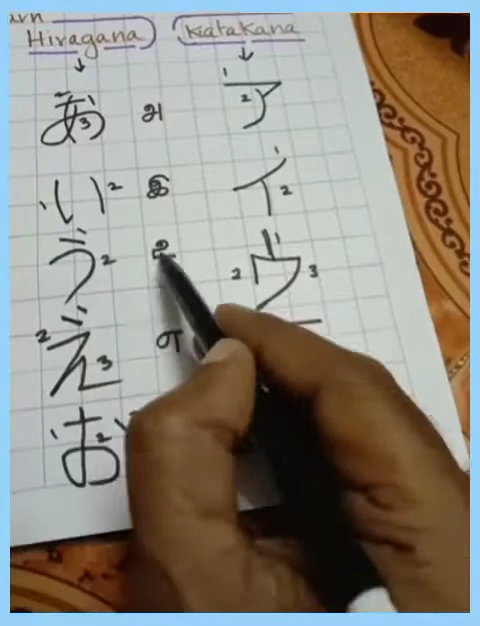 Hiragana Katakana
あ அ ア
い இ イ
う உ ウ
え
お